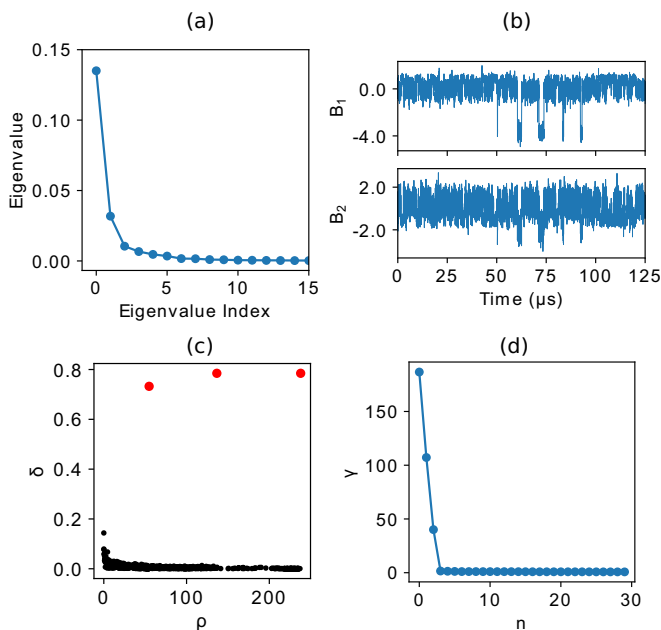 (a)
0.15
0.10
0.05
0.00
Eigenvalue
0
5
10
15
Eigenvalue Index
(b)
0.0
-4.0
B₁
2.0
-2.0
B₂
0
25
50
75
100
125
Time (µs)
(c)
0.8
0.6
0.4
0.2
0.0
δ
0
100
200
ρ
(d)
150
100
50
0
γ
0
10
20
30
n